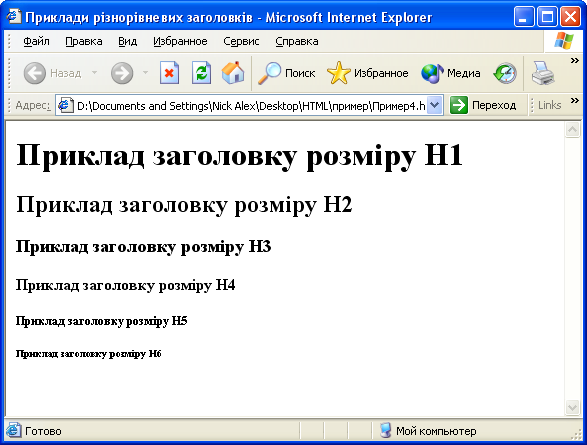 Приклади різнорівневих заголовків - Microsoft Internet Explorer
Файл Правка Вид Избранное Сервис Справка
Назад Поиск Избранное Медиа
Адрес: D:\Documents and Settings\Nick Alex\Desktop\HTML\пример\Пример4.h Переход Links
Приклад заголовку розміру H1
Приклад заголовку розміру H2
Приклад заголовку розміру H3
Приклад заголовку розміру H4
Приклад заголовку розміру H5
Приклад заголовку розміру H6
Готово Мой компьютер